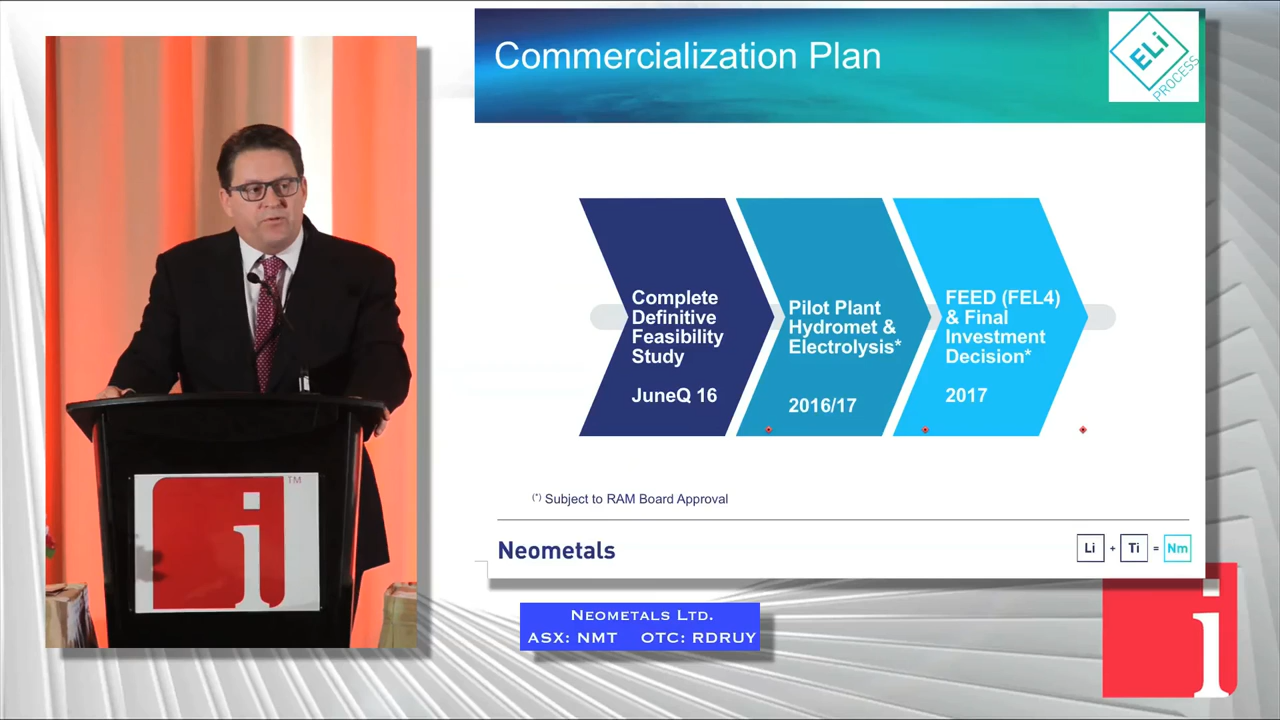 Commercialization Plan
ELi
PROCESS
Complete
Definitive
Feasibility
Study
JuneQ 16
Pilot Plant
Hydromet &
Electrolysis*
2016/17
FEED (FEL4)
& Final
Investment
Decision*
2017
(*) Subject to RAM Board Approval
Neometals
Li + Ti = Nm
i
TM
Neometals Ltd.
ASX: NMT OTC: RDRUY
i